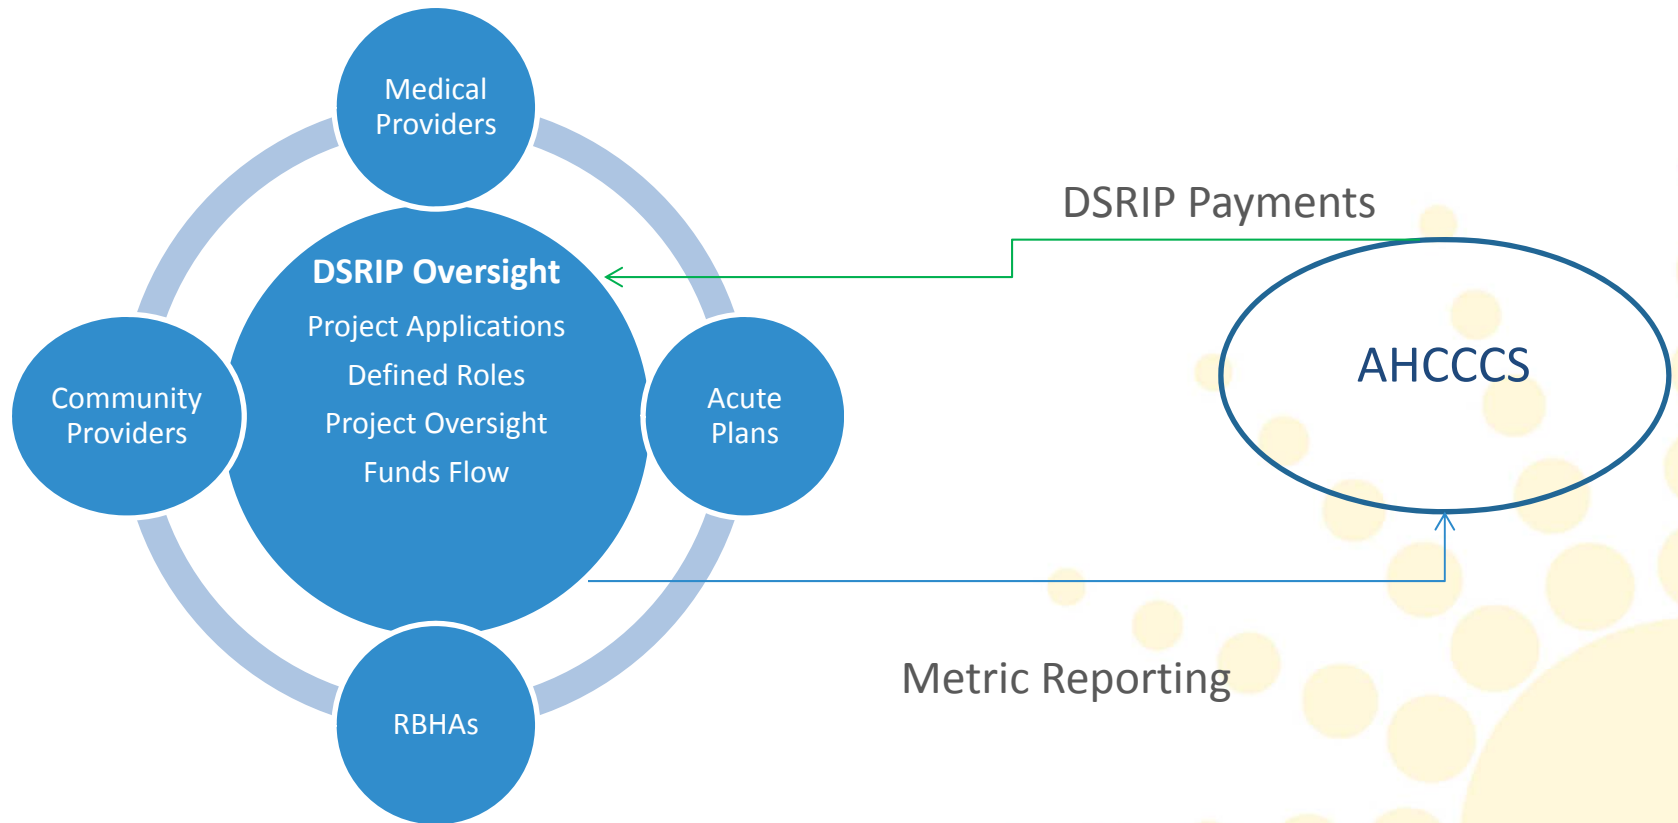 Medical
Providers
DSRIP Payments
DSRIP Oversight
Project Applications
Defined Roles
Project Oversight
Funds Flow
Community
Providers
Acute
Plans
AHCCCS
Metric Reporting
RBHAs